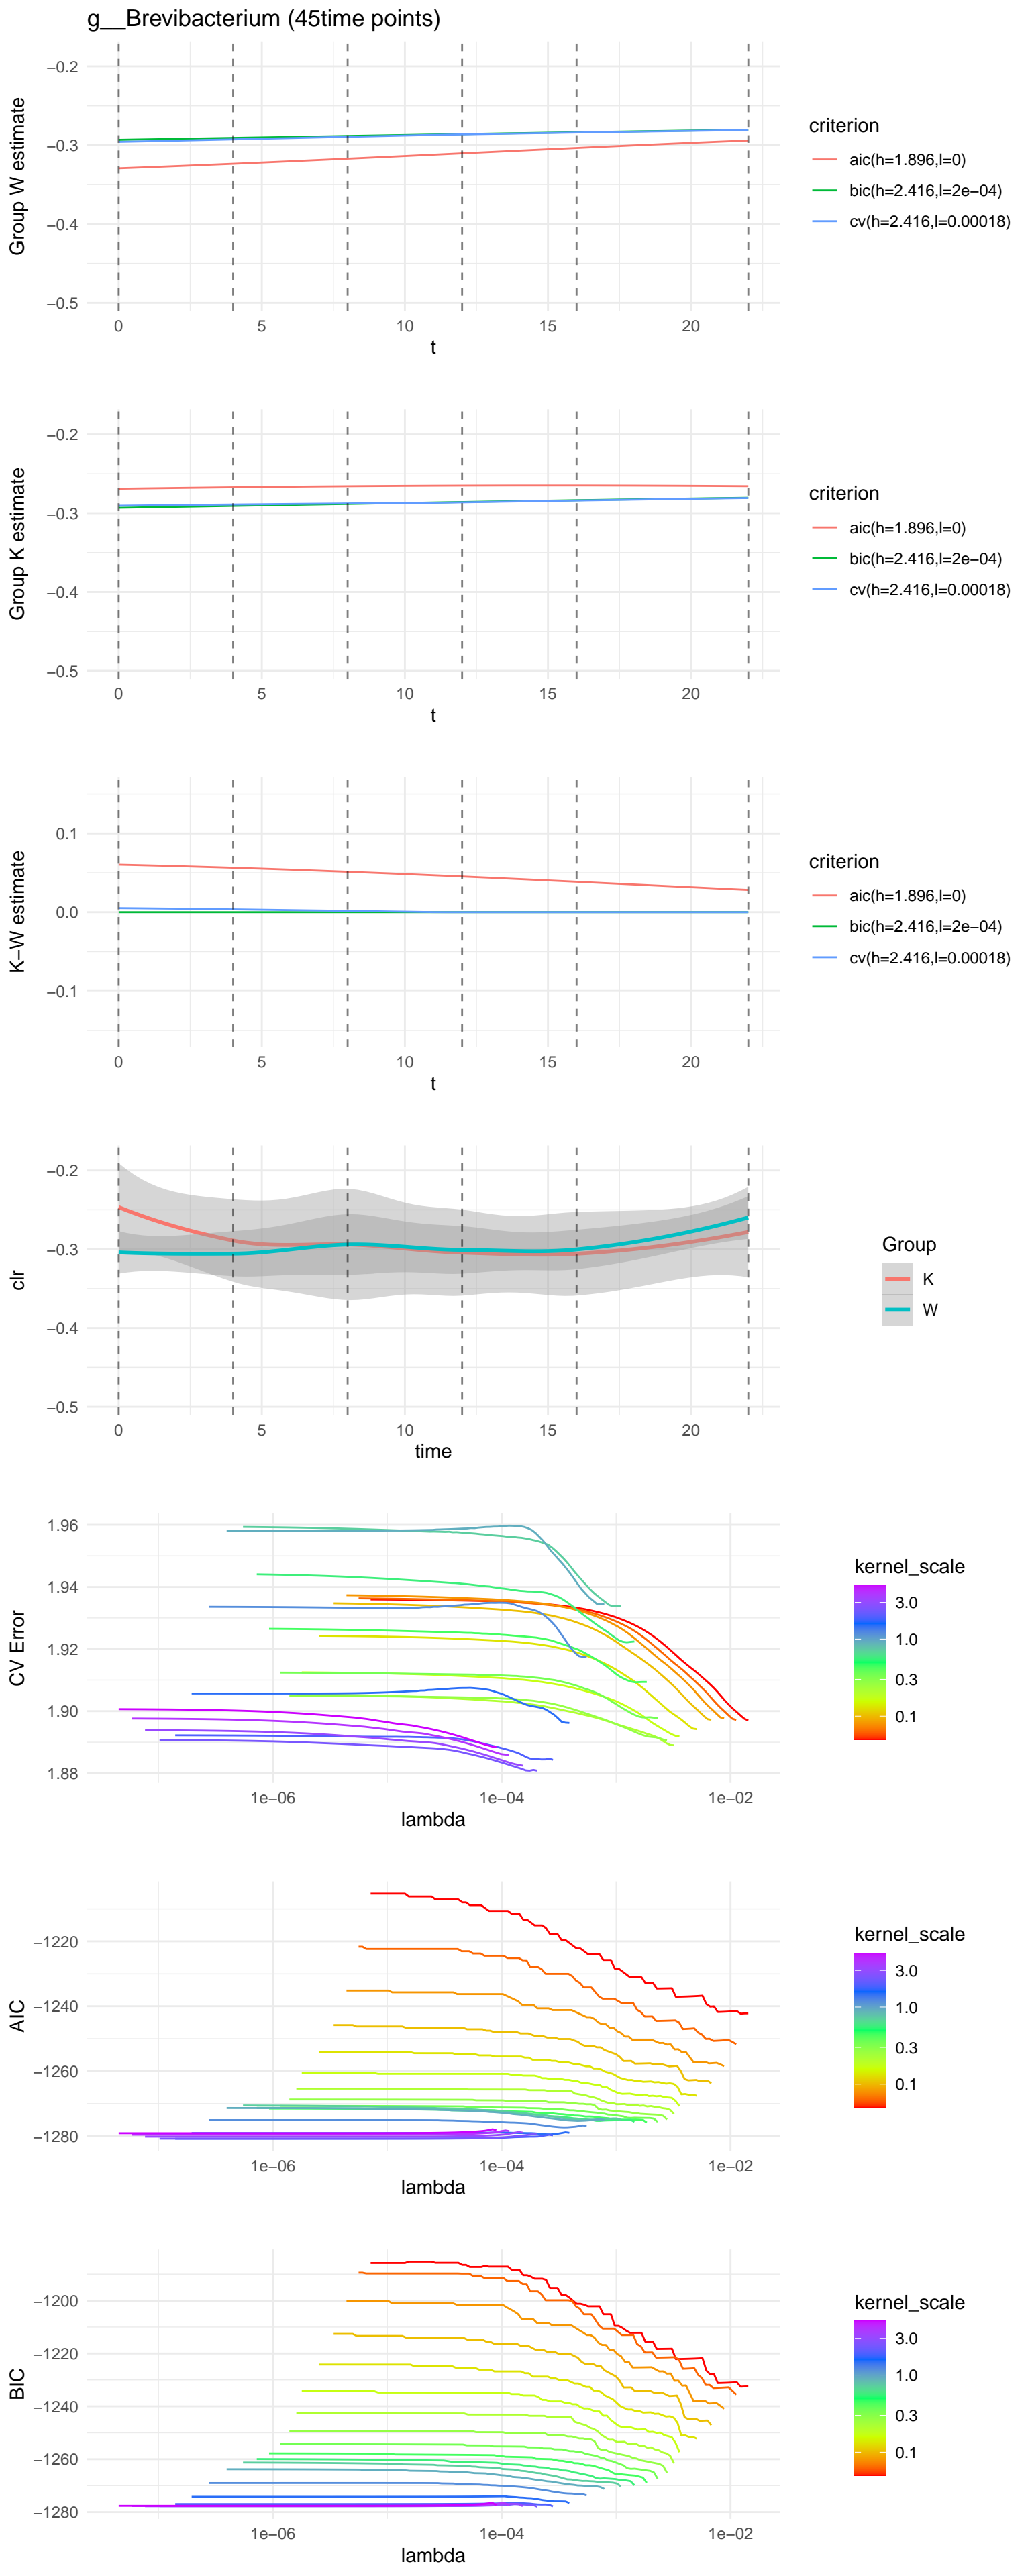 g__Brevibacterium (45time points)
Group W estimate
−0.2
−0.3
−0.4
−0.5
0 5 10 15 20
t
criterion
aic(h=1.896,l=0)
bic(h=2.416,l=2e−04)
cv(h=2.416,l=0.00018)
Group K estimate
−0.2
−0.3
−0.4
−0.5
0 5 10 15 20
t
criterion
aic(h=1.896,l=0)
bic(h=2.416,l=2e−04)
cv(h=2.416,l=0.00018)
K−W estimate
0.1
0.0
−0.1
0 5 10 15 20
t
criterion
aic(h=1.896,l=0)
bic(h=2.416,l=2e−04)
cv(h=2.416,l=0.00018)
clr
−0.2
−0.3
−0.4
−0.5
0 5 10 15 20
time
Group
K
W
CV Error
1.96
1.94
1.92
1.90
1.88
1e−06 1e−04 1e−02
lambda
kernel_scale
3.0
1.0
0.3
0.1
AIC
−1220
−1240
−1260
−1280
1e−06 1e−04 1e−02
lambda
kernel_scale
3.0
1.0
0.3
0.1
BIC
−1200
−1220
−1240
−1260
−1280
1e−06 1e−04 1e−02
lambda
kernel_scale
3.0
1.0
0.3
0.1